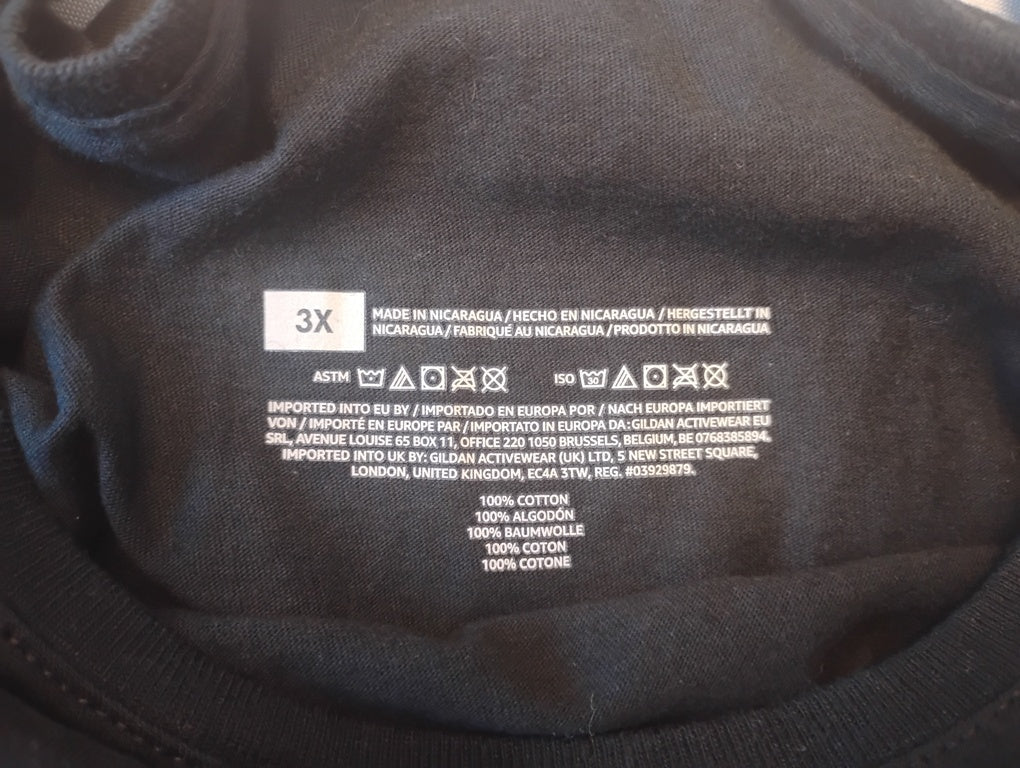 3X
MADE IN NICARAGUA / HECHO EN NICARAGUA / HERGESTELLT IN
NICARAGUA / FABRIQUÉ AU NICARAGUA / PRODOTTO IN NICARAGUA
ASTM ISO 30
IMPORTED INTO EU BY / IMPORTADO EN EUROPA POR / NACH EUROPA IMPORTIERT
VON / IMPORTÉ EN EUROPE PAR / IMPORTATO IN EUROPA DA: GILDAN ACTIVEWEAR EU
SRL, AVENUE LOUISE 65 BOX 11, OFFICE 220 1050 BRUSSELS, BELGIUM, BE 0768385894.
IMPORTED INTO UK BY: GILDAN ACTIVEWEAR (UK) LTD, 5 NEW STREET SQUARE,
LONDON, UNITED KINGDOM, EC4A 3TW, REG. #03929879.
100% COTTON
100% ALGODÓN
100% BAUMWOLLE
100% COTON
100% COTONE